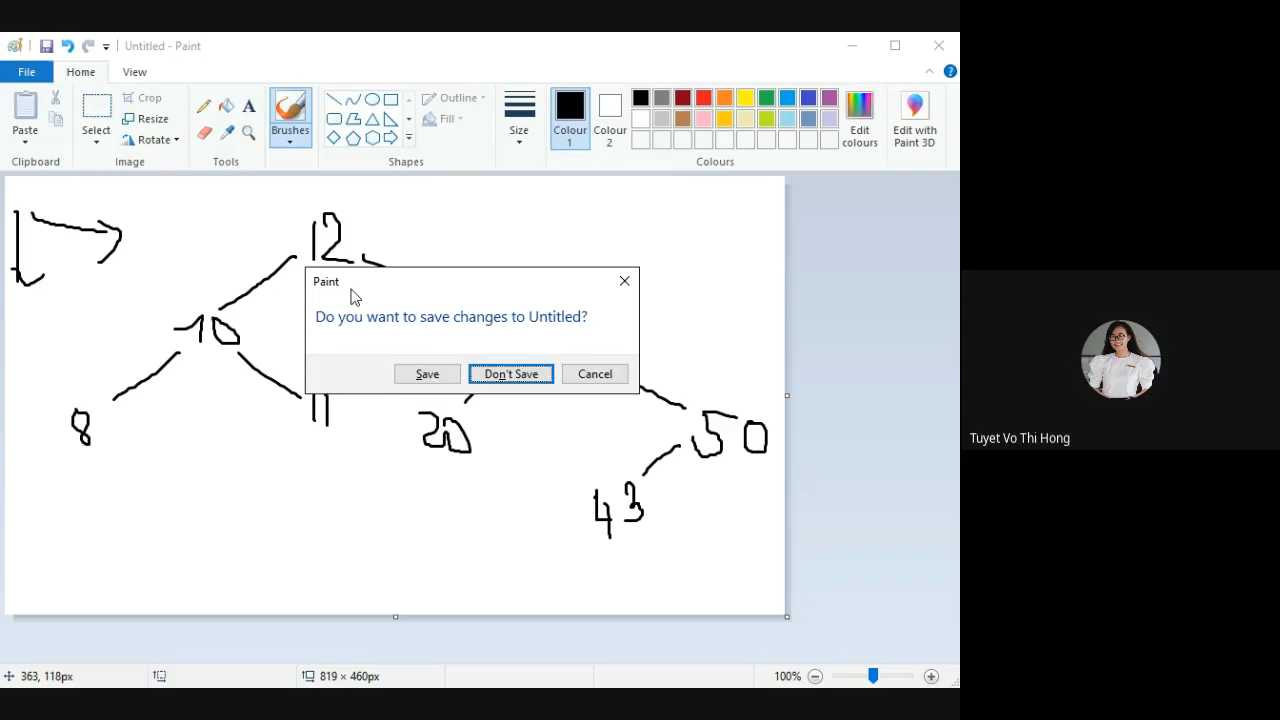 Untitled - Paint
File
Home
View
Paste
Clipboard
Select
Crop
Resize
Rotate
Image
A
Tools
Brushes
Outline
Fill
Shapes
Size
Colour 1
Colour 2
Edit colours
Edit with Paint 3D
Colours
12
Paint
Do you want to save changes to Untitled?
Save
Don't Save
Cancel
10
8
11
20
50
43
Tuyet Vo Thi Hong
363, 118px
819 × 460px
100%